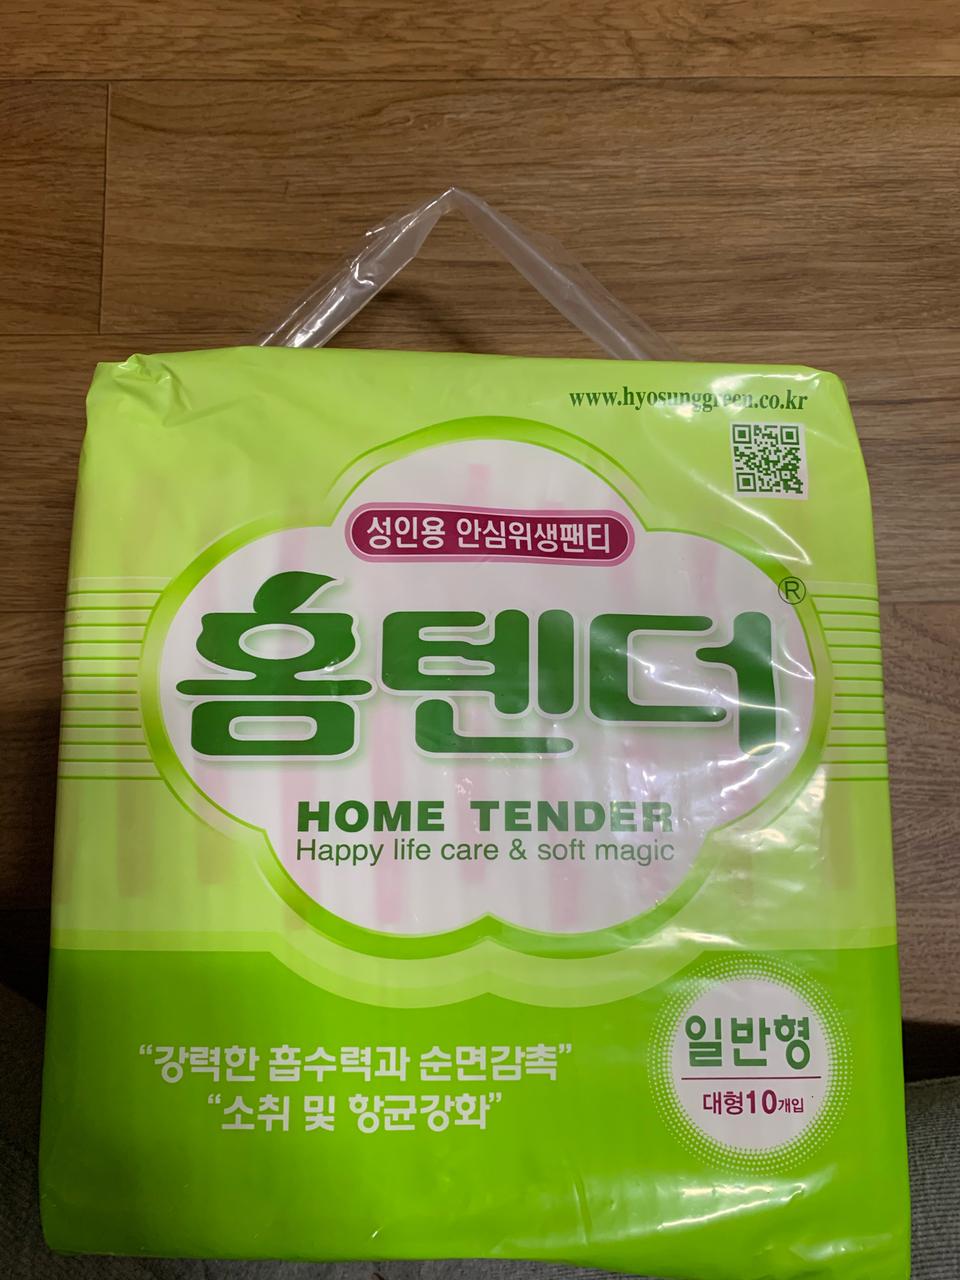 www.hyosunggreen.co.kr
성인용 안심위생팬티
홈텐더®
HOME TENDER
Happy life care & soft magic
“강력한 흡수력과 순면감촉”
“소취 및 항균강화”
일반형
대형10개입